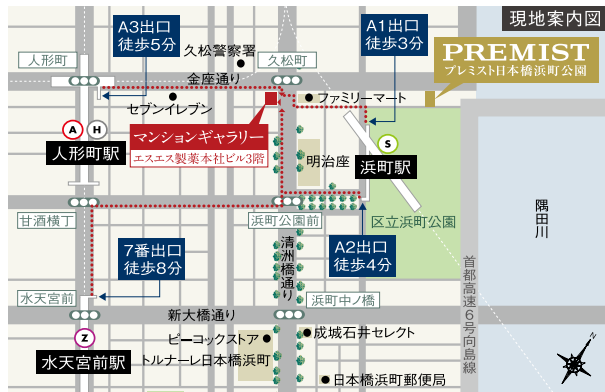 現地案内図
A3出口
徒歩5分
久松警察署
A1出口
徒歩3分
PREMIST
プレミスト日本橋浜町公園
人形町
久松町
金座通り
セブンイレブン
ファミリーマート
A
H
人形町駅
マンションギャラリー
エスエス製薬本社ビル3階
明治座
S
浜町駅
甘酒横丁
浜町公園前
区立浜町公園
隅田川
7番出口
徒歩8分
清洲橋通り
A2出口
徒歩4分
水天宮前
新大橋通り
浜町中ノ橋
首都高速6号向島線
Z
水天宮前駅
ピーコックストア
トルナーレ日本橋浜町
成城石井セレクト
日本橋浜町郵便局
N